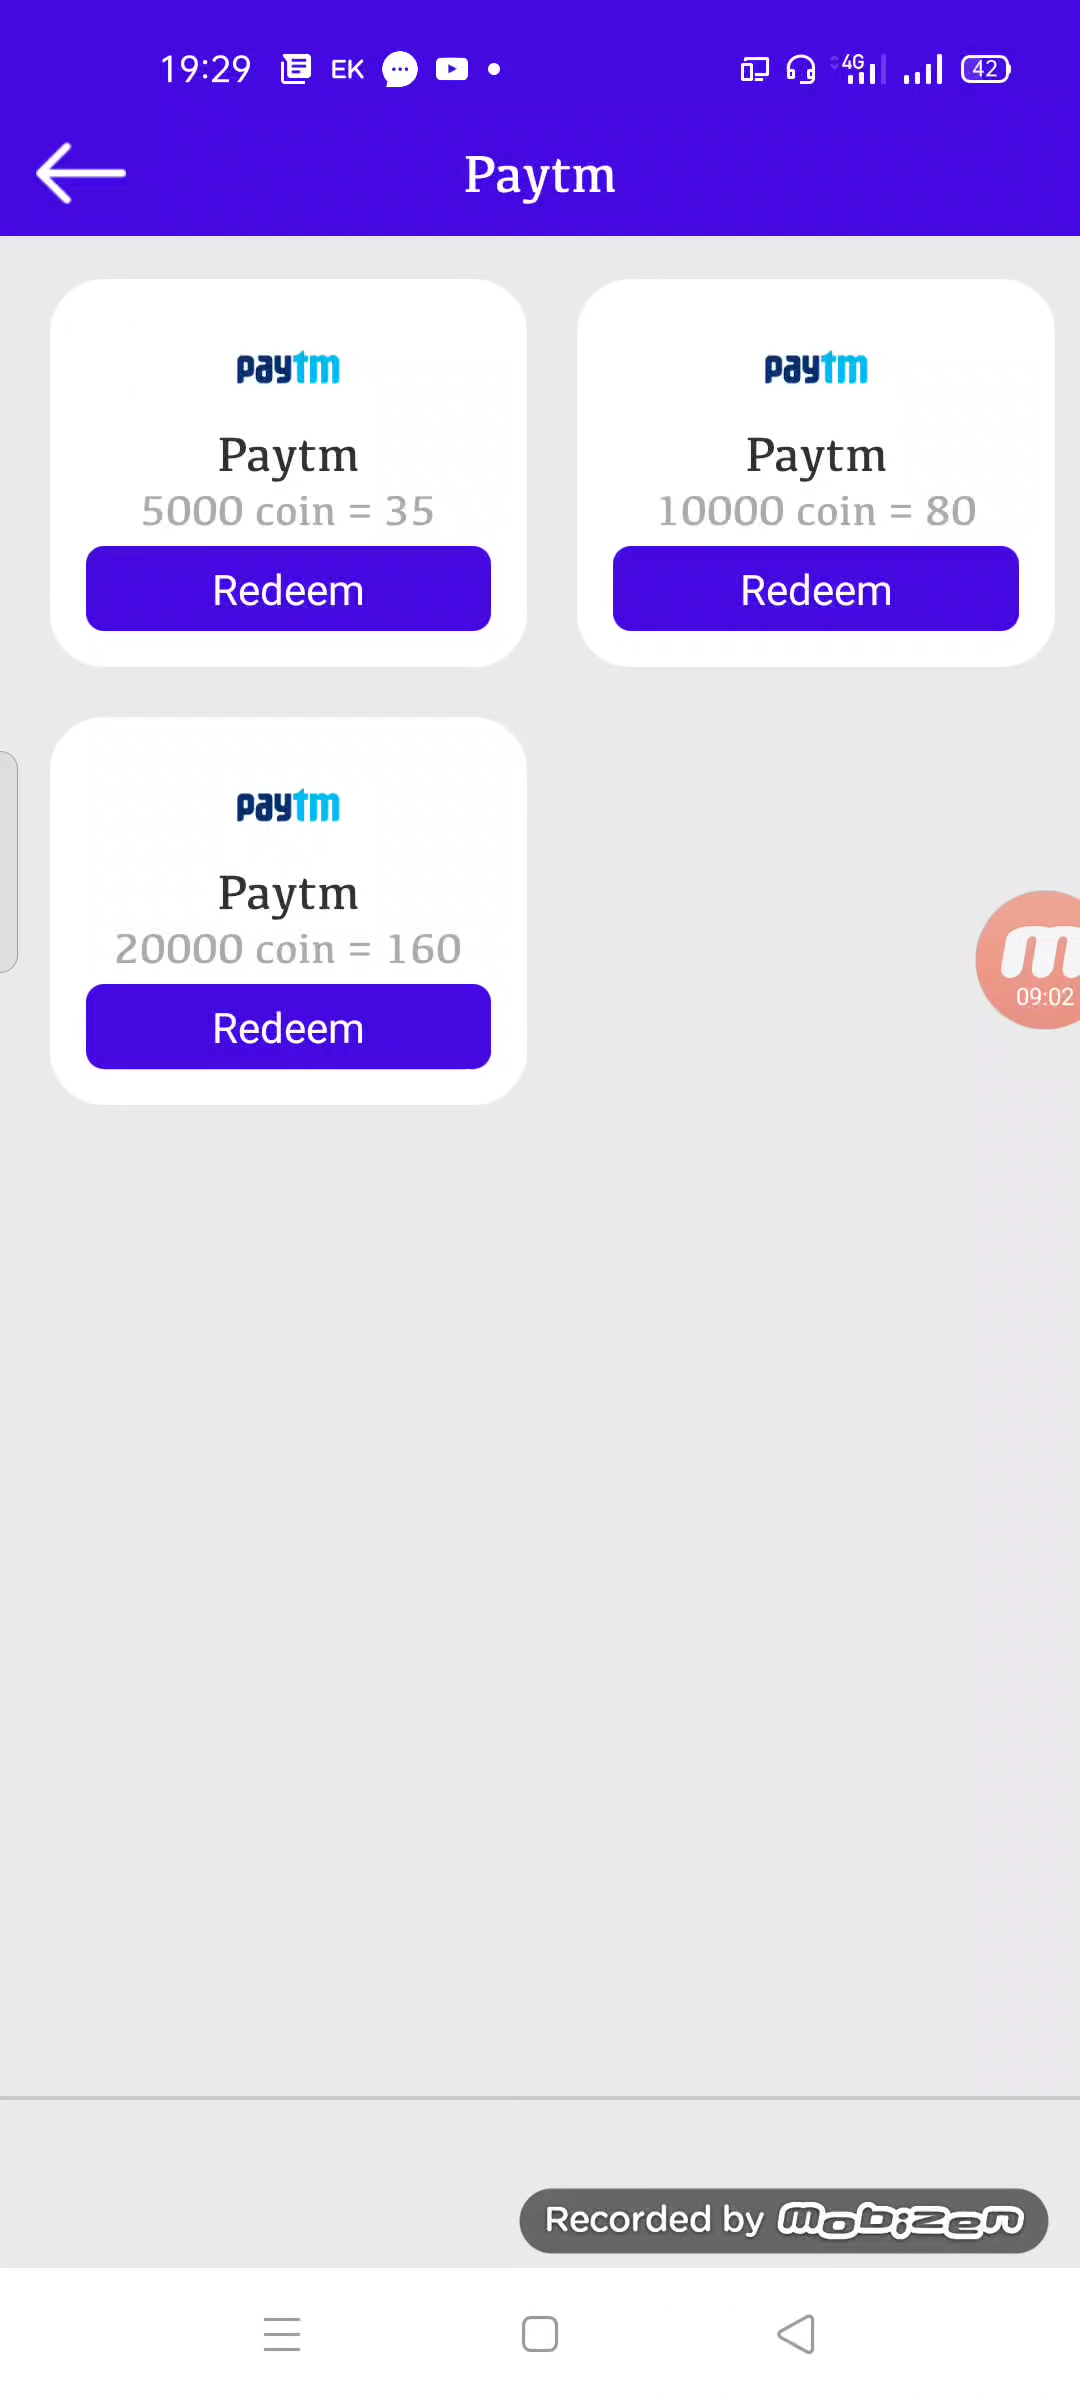 19:29 EK 4G 42
Paytm
paytm
Paytm
5000 coin = 35
Redeem
paytm
Paytm
10000 coin = 80
Redeem
paytm
Paytm
20000 coin = 160
Redeem
m
09:02
Recorded by mobizen